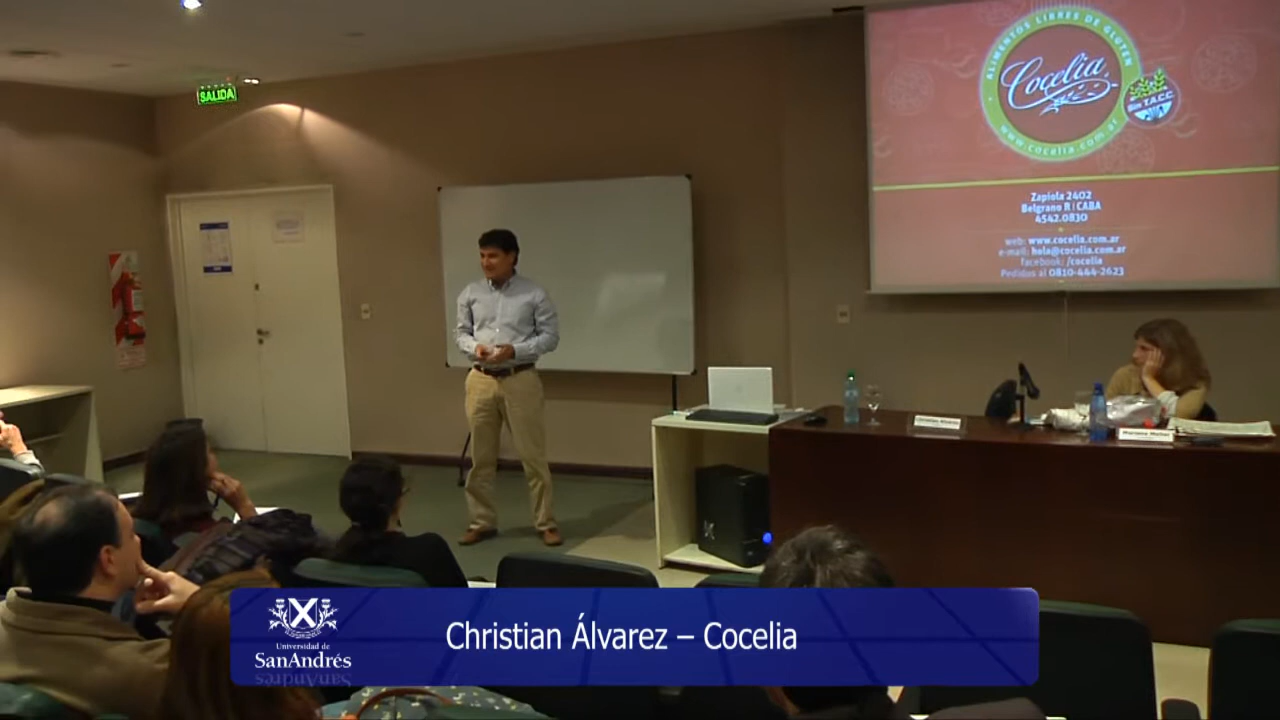 SALIDA
ALIMENTOS LIBRES DE GLUTEN
Cocelia
Sin T.A.C.C.
www.cocelia.com.ar
Zapiola 2402
Belgrano R | CABA
4542.0830
web: www.cocelia.com.ar
e-mail: hola@cocelia.com.ar
facebook: /cocelia
Pedidos al 0810-444-2623
Christian Álvarez
Universidad de
SanAndrés
Christian Álvarez – Cocelia